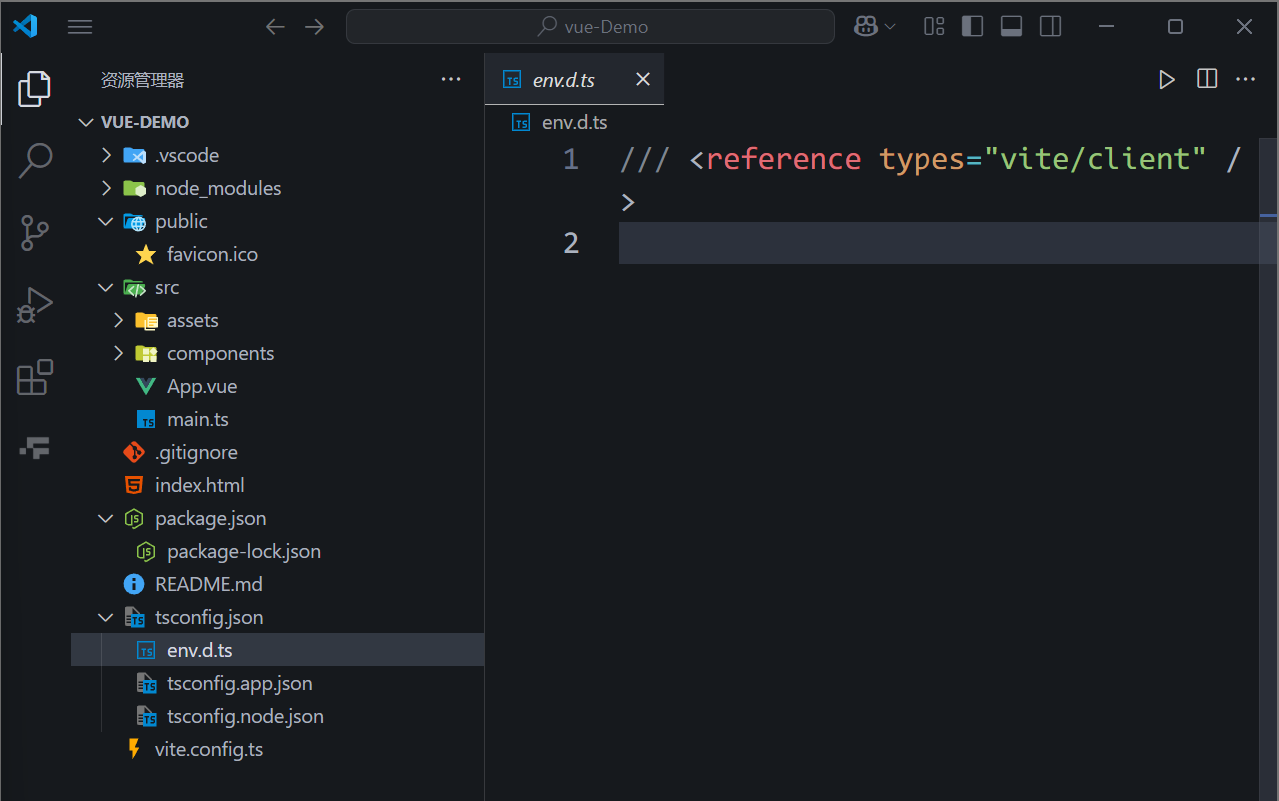 vue-Demo
资源管理器
VUE-DEMO
.vscode
node_modules
public
favicon.ico
src
assets
components
App.vue
main.ts
.gitignore
index.html
package.json
package-lock.json
README.md
tsconfig.json
env.d.ts
tsconfig.app.json
tsconfig.node.json
vite.config.ts
env.d.ts
env.d.ts
1 /// <reference types="vite/client" /
>
2